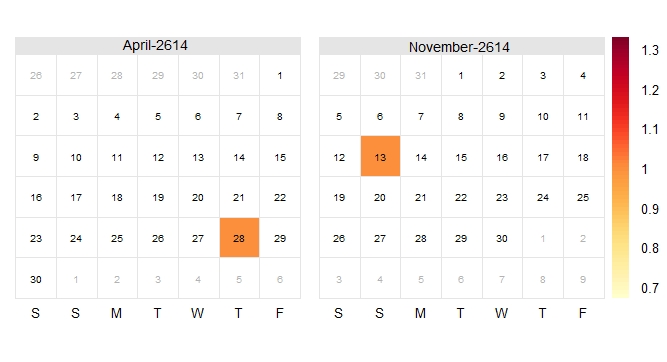 April-2614
26 27 28 29 30 31 1
2 3 4 5 6 7 8
9 10 11 12 13 14 15
16 17 18 19 20 21 22
23 24 25 26 27 28 29
30 1 2 3 4 5 6
S S M T W T F
November-2614
29 30 31 1 2 3 4
5 6 7 8 9 10 11
12 13 14 15 16 17 18
19 20 21 22 23 24 25
26 27 28 29 30 1 2
3 4 5 6 7 8 9
S S M T W T F
1.3
1.2
1.1
1
0.9
0.8
0.7